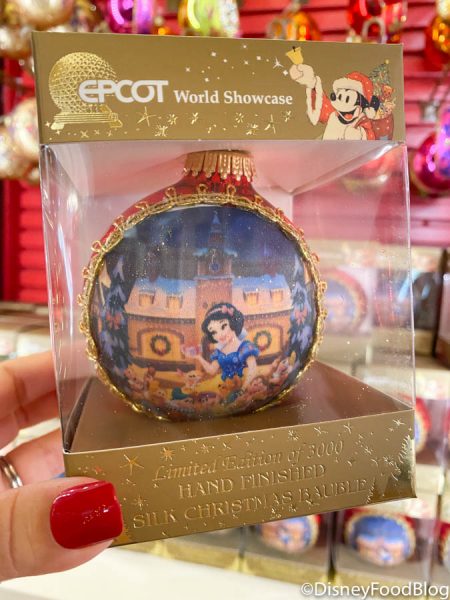 EPCOT World Showcase
Limited Edition of 3000
HAND FINISHED
SILK CHRISTMAS BAUBLE
©DisneyFoodBlog